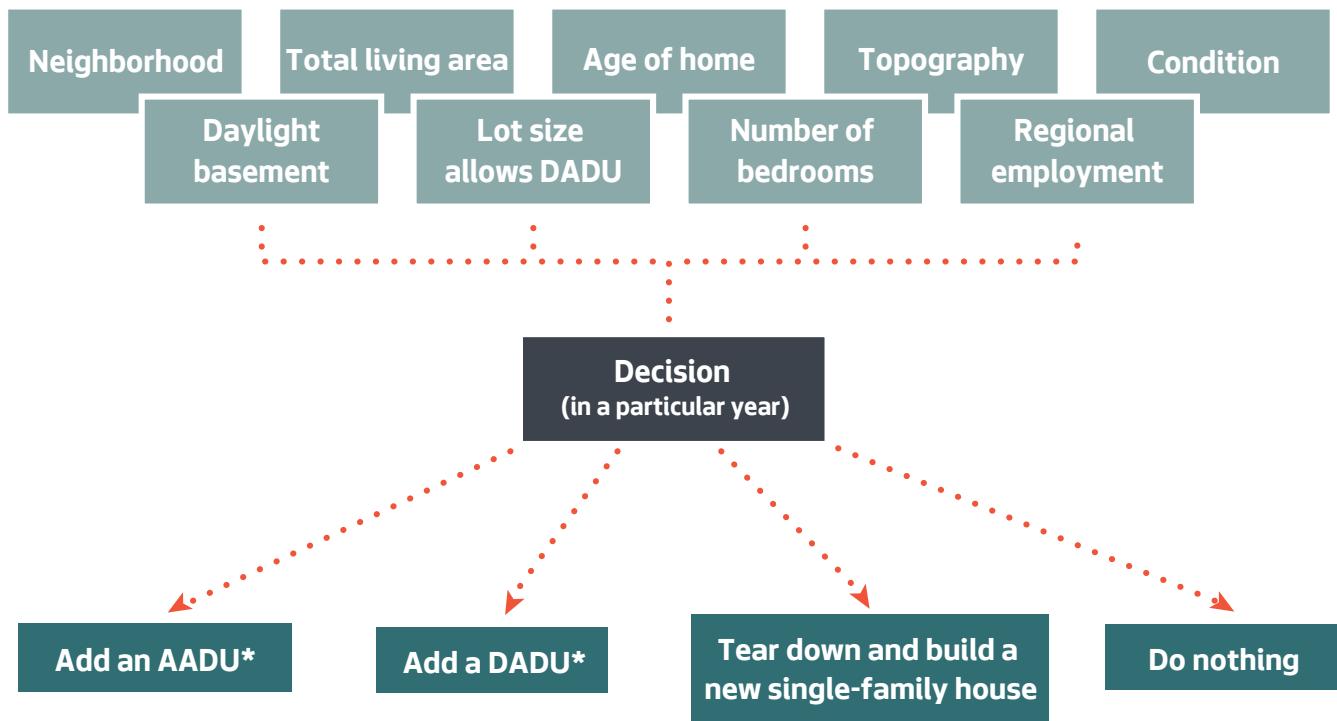 Neighborhood
Total living area
Age of home
Topography
Condition
Daylight
basement
Lot size
allows DADU
Number of
bedrooms
Regional
employment
Decision
(in a particular year)
Add an AADU*
Add a DADU*
Tear down and build a
new single-family house
Do nothing